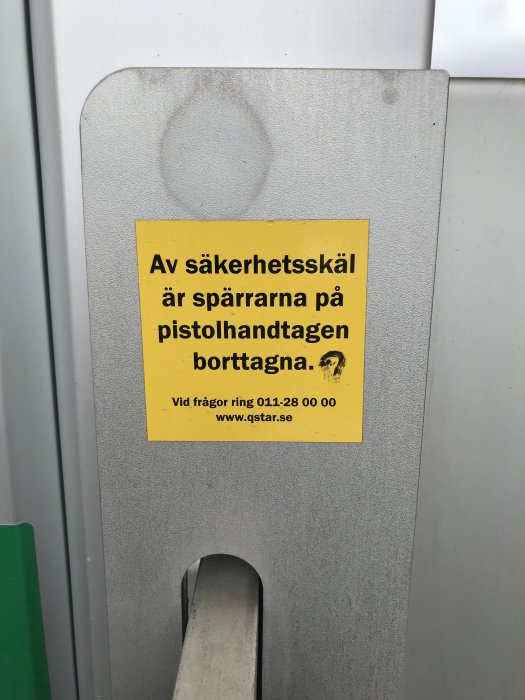 Av säkerhetsskäl
är spärrarna på
pistolhandtagen
borttagna.
Vid frågor ring 011-28 00 00
www.qstar.se